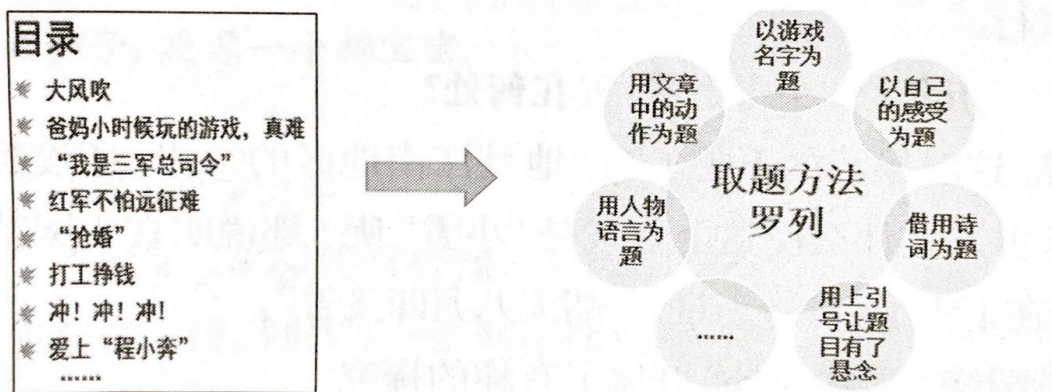 目录
大风吹
爸妈小时候玩的游戏，真难
“我是三军总司令”
红军不怕远征难
“抢婚”
打工挣钱
冲！冲！冲！
爱上“程小奔”
……
以游戏
名字为
题
用文章
中的动
作为题
以自己
的感受
为题
取题方法
罗列
用人物
语言为
题
借用诗
词为题
……
用上引
号让题
目有了
悬念